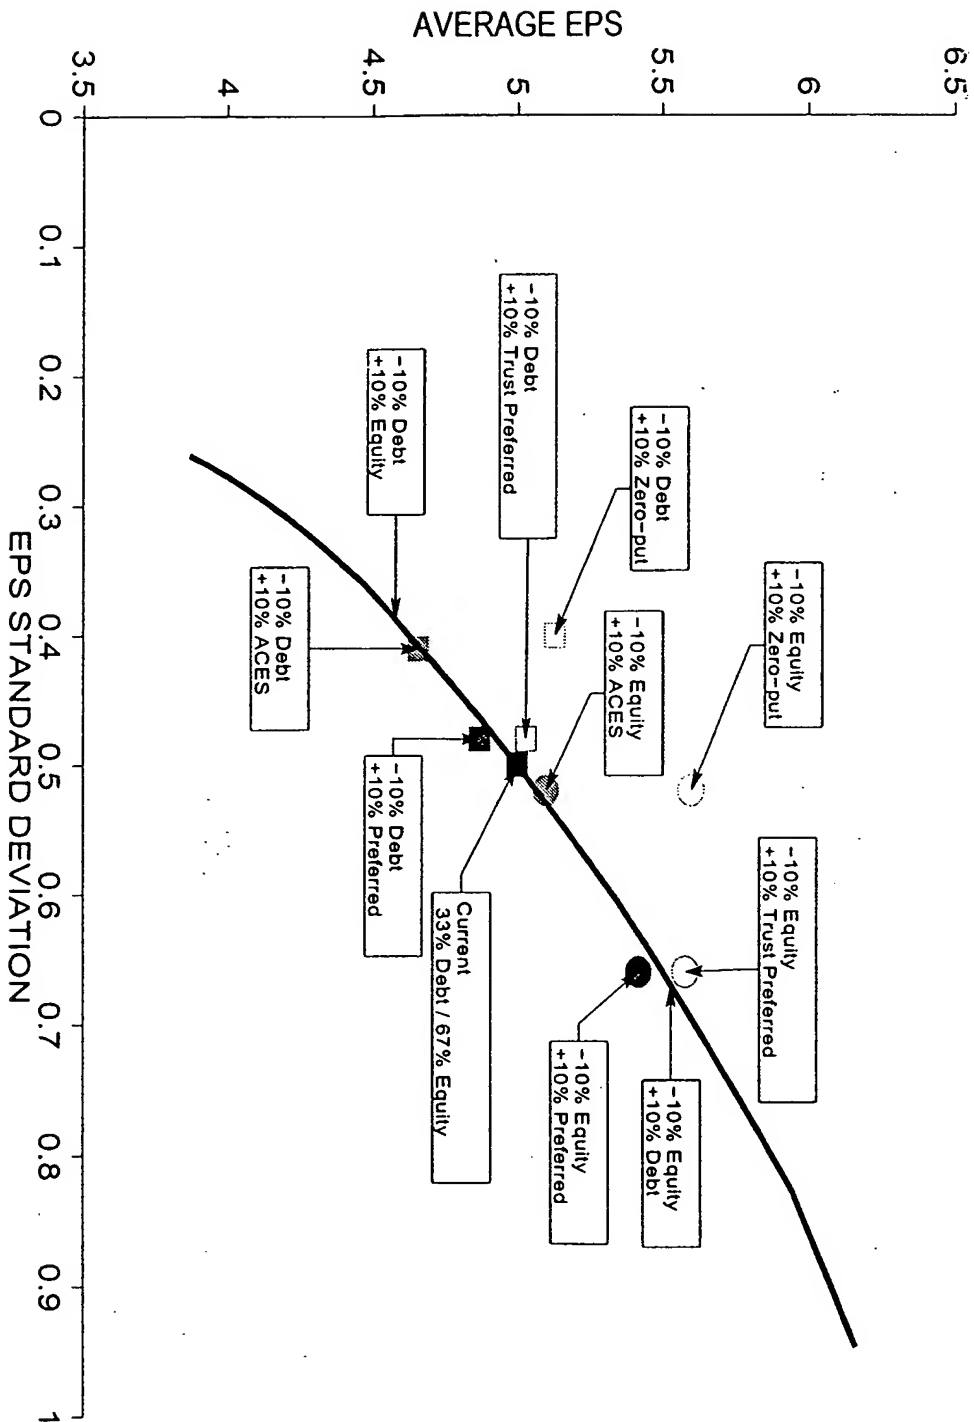 AVERAGE EPS
6.5
6
5.5
5
4.5
4
3.5
0
0.1
0.2
0.3
0.4
0.5
0.6
0.7
0.8
0.9
1
EPS STANDARD DEVIATION
-10% Equity
+10% Zero-put
-10% Equity
+10% Trust Preferred
-10% Debt
+10% Zero-put
-10% Equity
+10% ACES
-10% Equity
+10% Debt
-10% Debt
+10% Trust Preferred
-10% Equity
+10% Preferred
-10% Debt
+10% Equity
Current
33% Debt / 67% Equity
-10% Debt
+10% Preferred
-10% Debt
+10% ACES